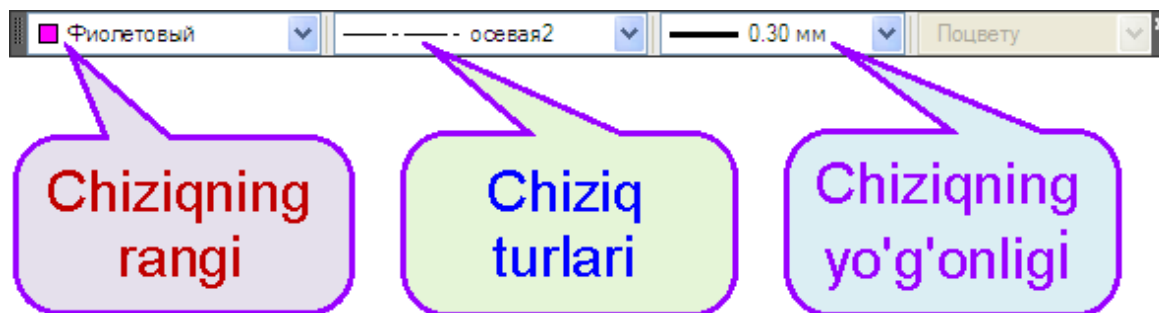 Фиолетовый осевая2 0.30 мм Поцвету
Chiziqning
rangi
Chiziq
turlari
Chiziqning
yo'g'onligi